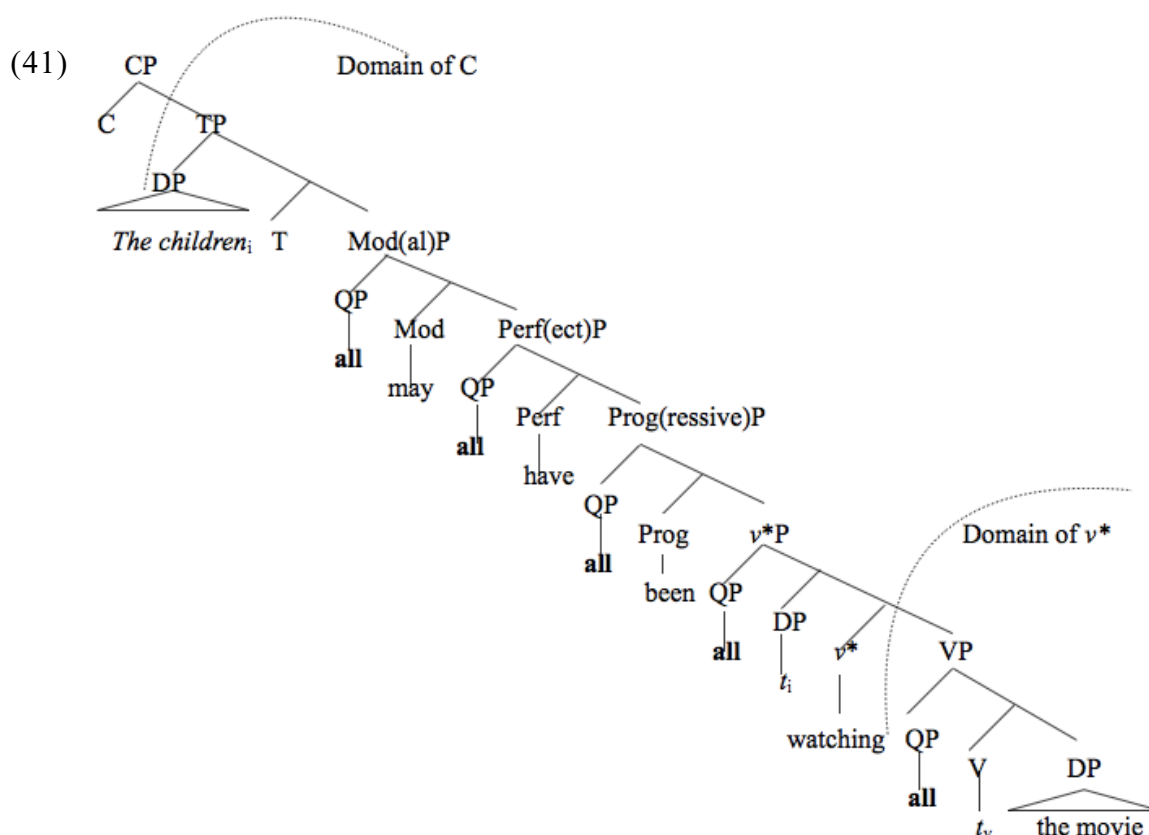 (41)
CP Domain of C
C TP
DP
The childrenᵢ T Mod(al)P
QP
Mod Perf(ect)P
all
may QP
Perf Prog(ressive)P
all
have
QP
Prog v*P Domain of v*
all
been QP
DP
v* VP
all
tᵢ
watching QP
V DP
all
tᵥ the movie